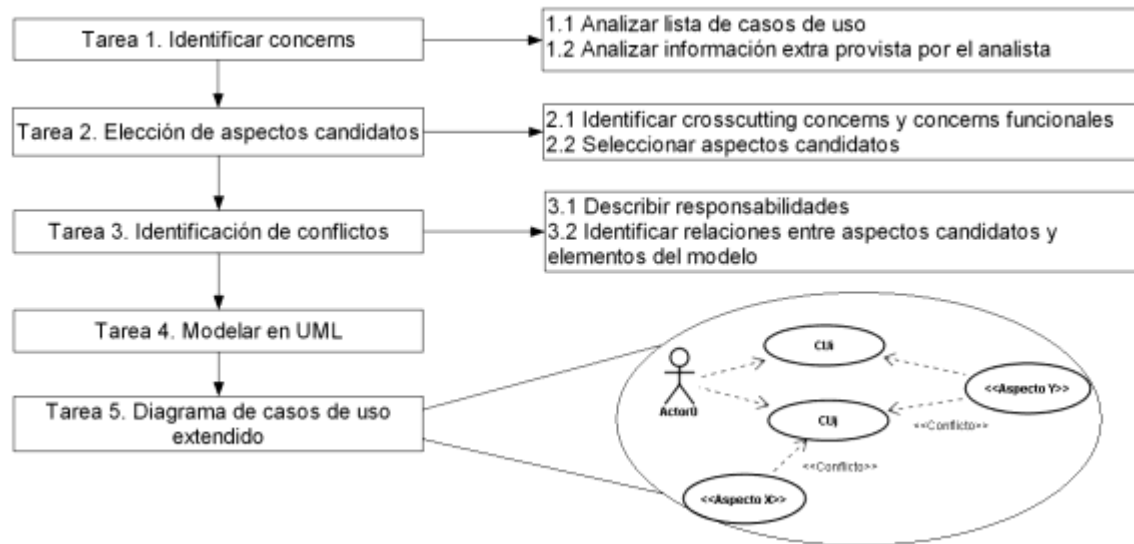 Tarea 1. Identificar concerns
1.1 Analizar lista de casos de uso
1.2 Analizar información extra provista por el analista
Tarea 2. Elección de aspectos candidatos
2.1 Identificar crosscutting concerns y concerns funcionales
2.2 Seleccionar aspectos candidatos
Tarea 3. Identificación de conflictos
3.1 Describir responsabilidades
3.2 Identificar relaciones entre aspectos candidatos y
elementos del modelo
Tarea 4. Modelar en UML
Tarea 5. Diagrama de casos de uso
extendido
CUi
<<Aspecto Y>>
Actor0
CUj
<<Conflicto>>
<<Conflicto>>
<<Aspecto X>>